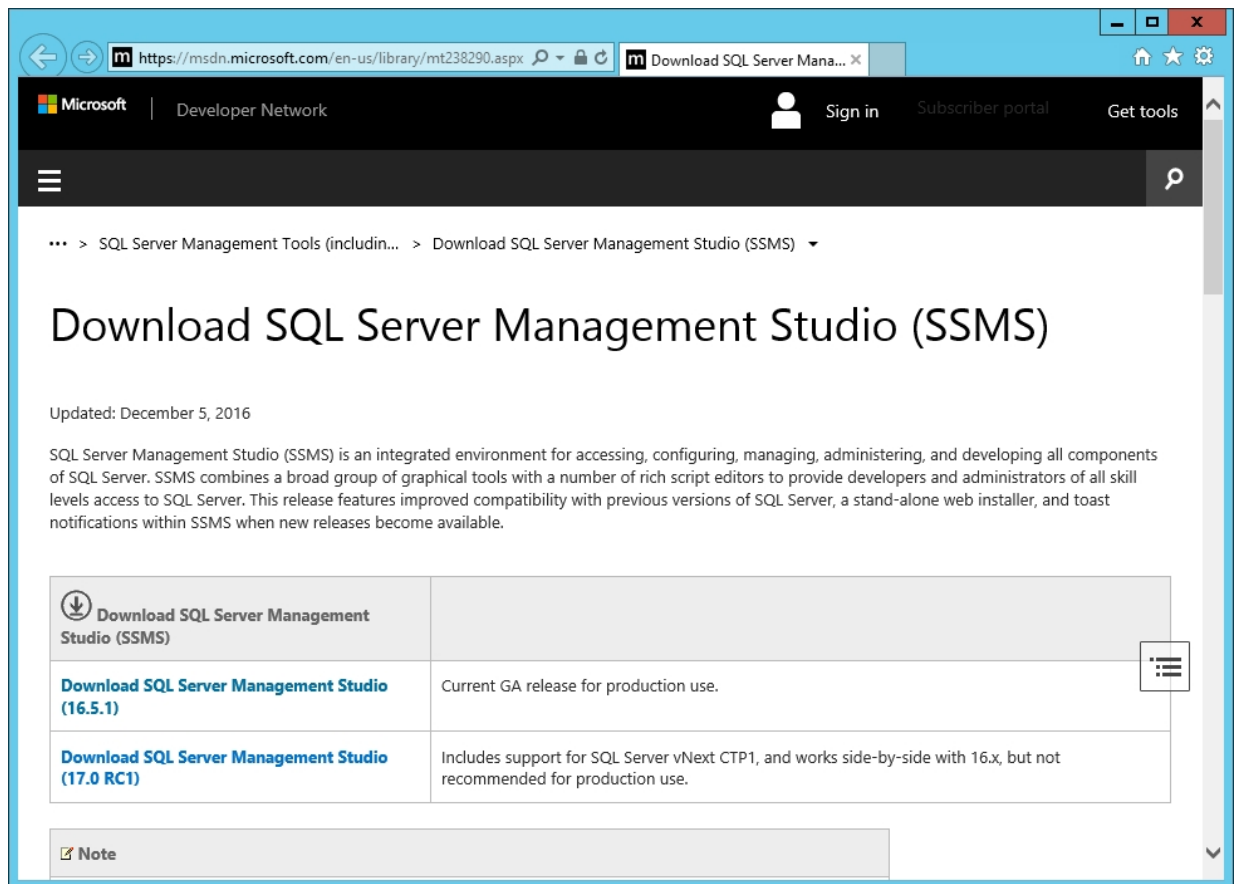 https://msdn.microsoft.com/en-us/library/mt238290.aspx
Download SQL Server Mana...
Microsoft
Developer Network
Sign in
Subscriber portal
Get tools
... > SQL Server Management Tools (includin... > Download SQL Server Management Studio (SSMS)
Download SQL Server Management Studio (SSMS)
Updated: December 5, 2016
SQL Server Management Studio (SSMS) is an integrated environment for accessing, configuring, managing, administering, and developing all components
of SQL Server. SSMS combines a broad group of graphical tools with a number of rich script editors to provide developers and administrators of all skill
levels access to SQL Server. This release features improved compatibility with previous versions of SQL Server, a stand-alone web installer, and toast
notifications within SSMS when new releases become available.
Download SQL Server Management
Studio (SSMS)
Download SQL Server Management Studio
(16.5.1)
Current GA release for production use.
Download SQL Server Management Studio
(17.0 RC1)
Includes support for SQL Server vNext CTP1, and works side-by-side with 16.x, but not
recommended for production use.
Note